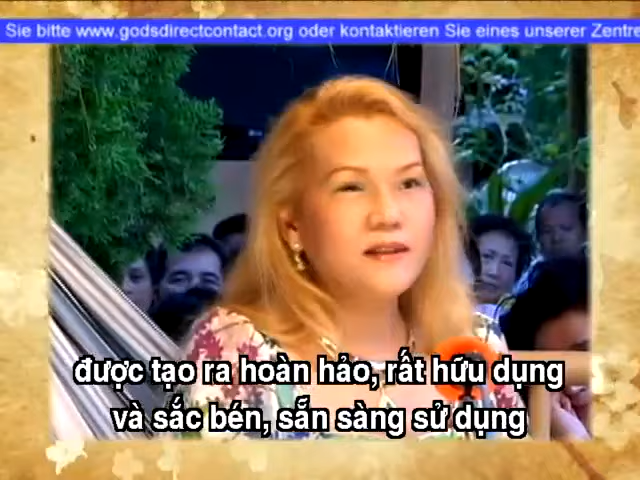 Sie bitte www.godsdirectcontact.org oder kontaktieren Sie eines unserer Zentre
được tạo ra hoàn hảo, rất hữu dụng
và sắc bén, sẵn sàng sử dụng